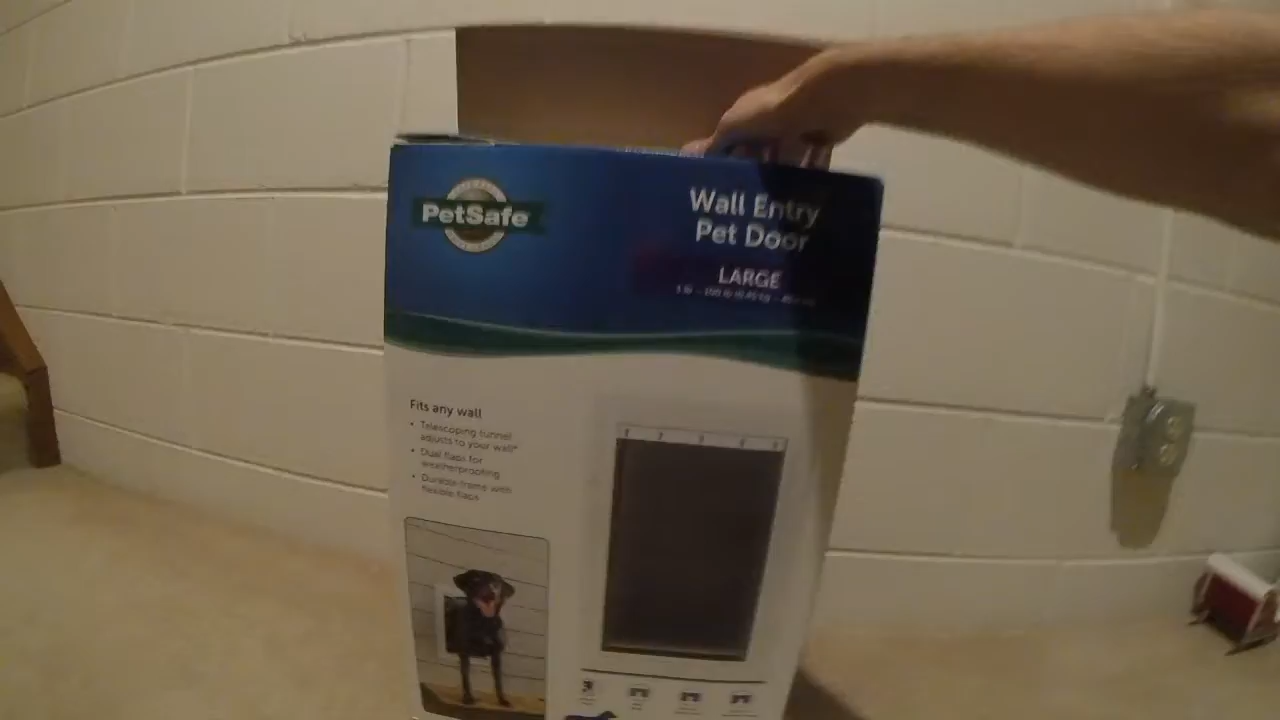 PetSafe
Wall Entry
Pet Door
LARGE
Fits any wall
• Telescoping tunnel
adjusts to your wall*
• Dual flaps for
weatherproofing
• Durable frame with
flexible flaps